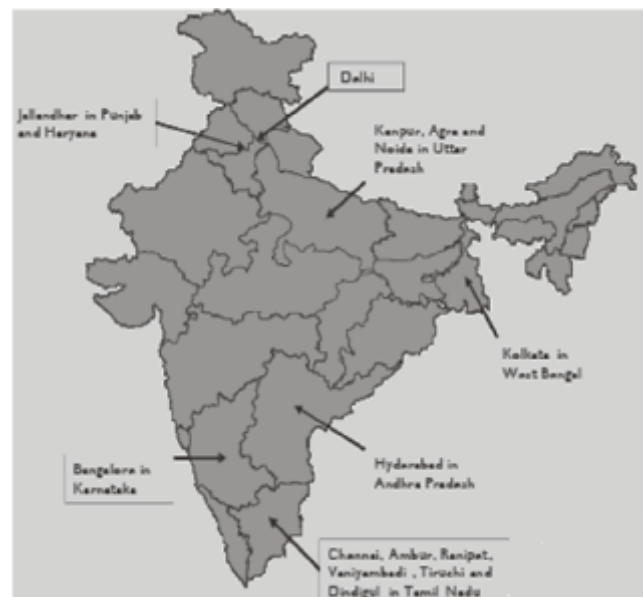 Delhi
Jallandhar in Punjab
and Haryana
Kanpur, Agra and
Noida in Uttar
Pradesh
Kolkata in
West Bengal
Hyderabad in
Andhra Pradesh
Bangalore in
Karnataka
Chennai, Ambur, Ranipet,
Vaniyambadi , Tiruchi and
Dindigul in Tamil Nadu